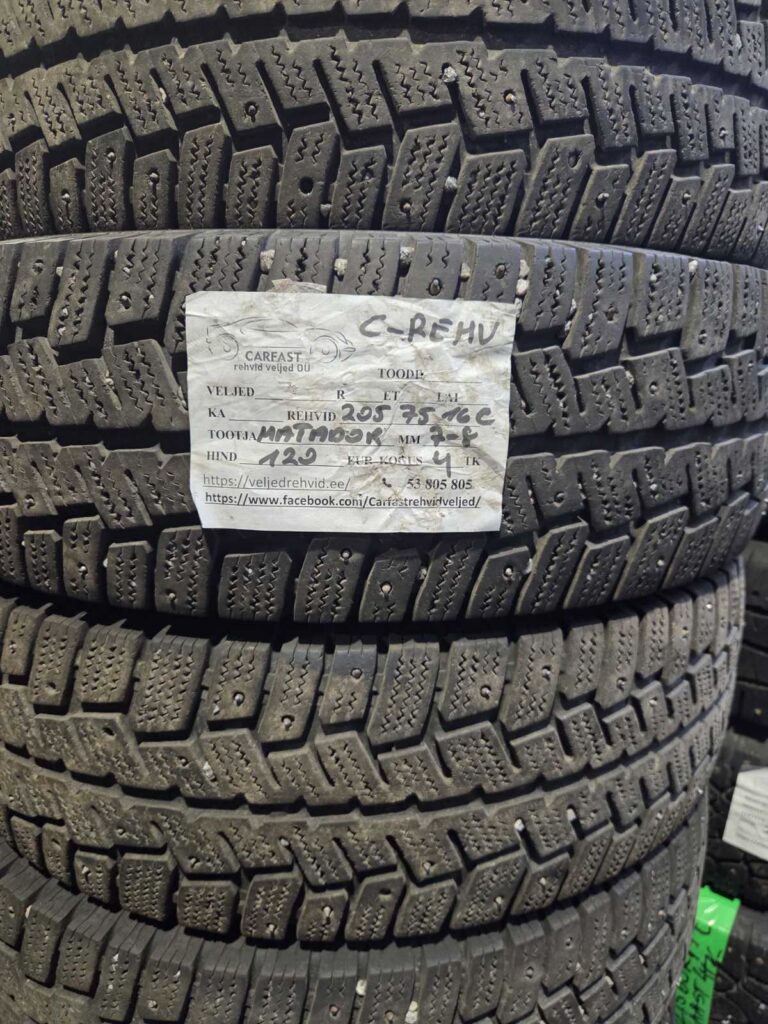 C-REHV
CARFAST
rehvid veljed OÜ
TOODE
VELJED R ET LAI
KA REHVID 205 75 16 C
TOOTJA MATADOR MM 7-8
HIND 120 EUR KOGUS 4 TK
https://veljedrehvid.ee/ 53 805 805
https://www.facebook.com/Carfastrehvidveljed/